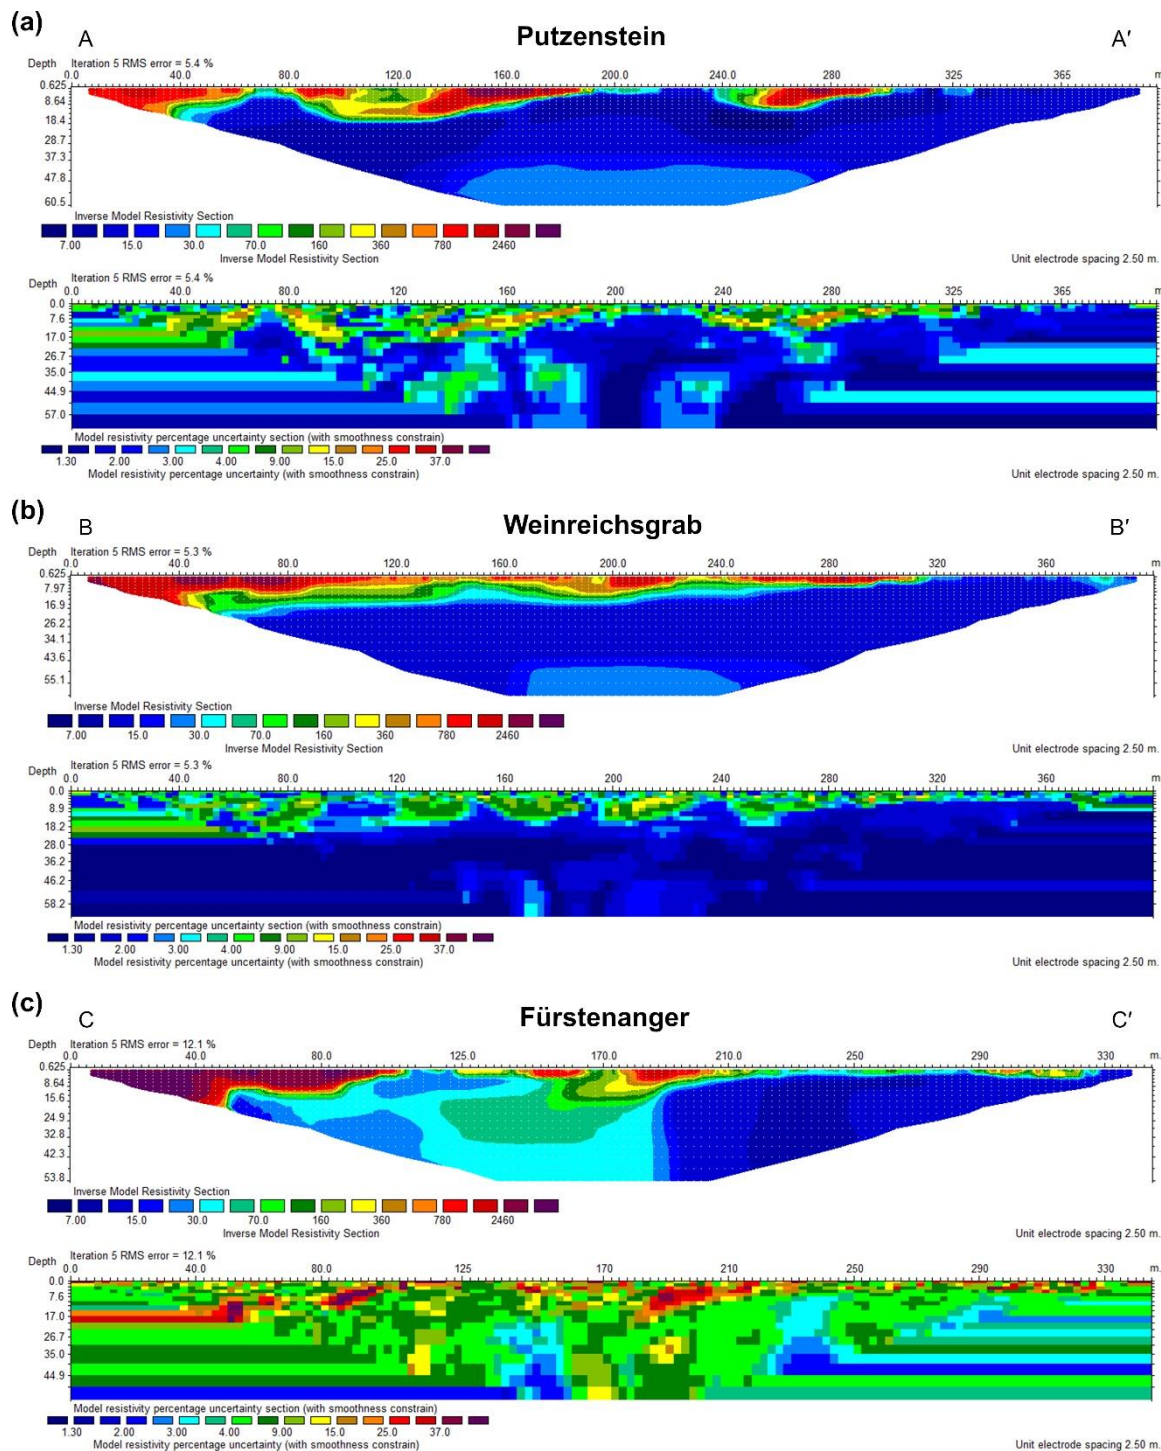 (a)
A Putzenstein A′
Depth Iteration 5 RMS error = 5.4 %
0.0 40.0 80.0 120.0 160.0 200.0 240.0 280 325 365 m.
0.625
8.64
18.4
28.7
37.3
47.8
60.5
Inverse Model Resistivity Section
7.00 15.0 30.0 70.0 160 360 780 2460
Inverse Model Resistivity Section
Unit electrode spacing 2.50 m.
Depth Iteration 5 RMS error = 5.4 %
0.0 40.0 80.0 120 160 200 240 280 325 365 m.
0.0
7.6
17.0
26.7
35.0
44.9
57.0
Model resistivity percentage uncertainty section (with smoothness constrain)
1.30 2.00 3.00 4.00 9.00 15.0 25.0 37.0
Model resistivity percentage uncertainty (with smoothness constrain)
Unit electrode spacing 2.50 m.
(b)
B Weinreichsgrab B′
Depth Iteration 5 RMS error = 5.3 %
0.0 40.0 80.0 120 160 200 240 280 320 360 m.
0.625
7.97
16.9
26.2
34.1
43.6
55.1
Inverse Model Resistivity Section
7.00 15.0 30.0 70.0 160 360 780 2460
Inverse Model Resistivity Section
Unit electrode spacing 2.50 m.
Depth Iteration 5 RMS error = 5.3 %
0.0 40.0 80.0 120 160 200 240 280 320 360 m.
0.0
8.9
18.2
28.0
36.2
46.2
58.2
Model resistivity percentage uncertainty section (with smoothness constrain)
1.30 2.00 3.00 4.00 9.00 15.0 25.0 37.0
Model resistivity percentage uncertainty (with smoothness constrain)
Unit electrode spacing 2.50 m.
(c)
C Fürstenanger C′
Depth Iteration 5 RMS error = 12.1 %
0.0 40.0 80.0 125.0 170.0 210.0 250 290 330 m.
0.625
8.64
15.6
24.9
32.8
42.3
53.8
Inverse Model Resistivity Section
7.00 15.0 30.0 70.0 160 360 780 2460
Inverse Model Resistivity Section
Unit electrode spacing 2.50 m.
Depth Iteration 5 RMS error = 12.1 %
0.0 40.0 80.0 125 170 210 250 290 330 m.
0.0
7.6
17.0
26.7
35.0
44.9
Model resistivity percentage uncertainty section (with smoothness constrain)
1.30 2.00 3.00 4.00 9.00 15.0 25.0 37.0
Model resistivity percentage uncertainty (with smoothness constrain)
Unit electrode spacing 2.50 m.